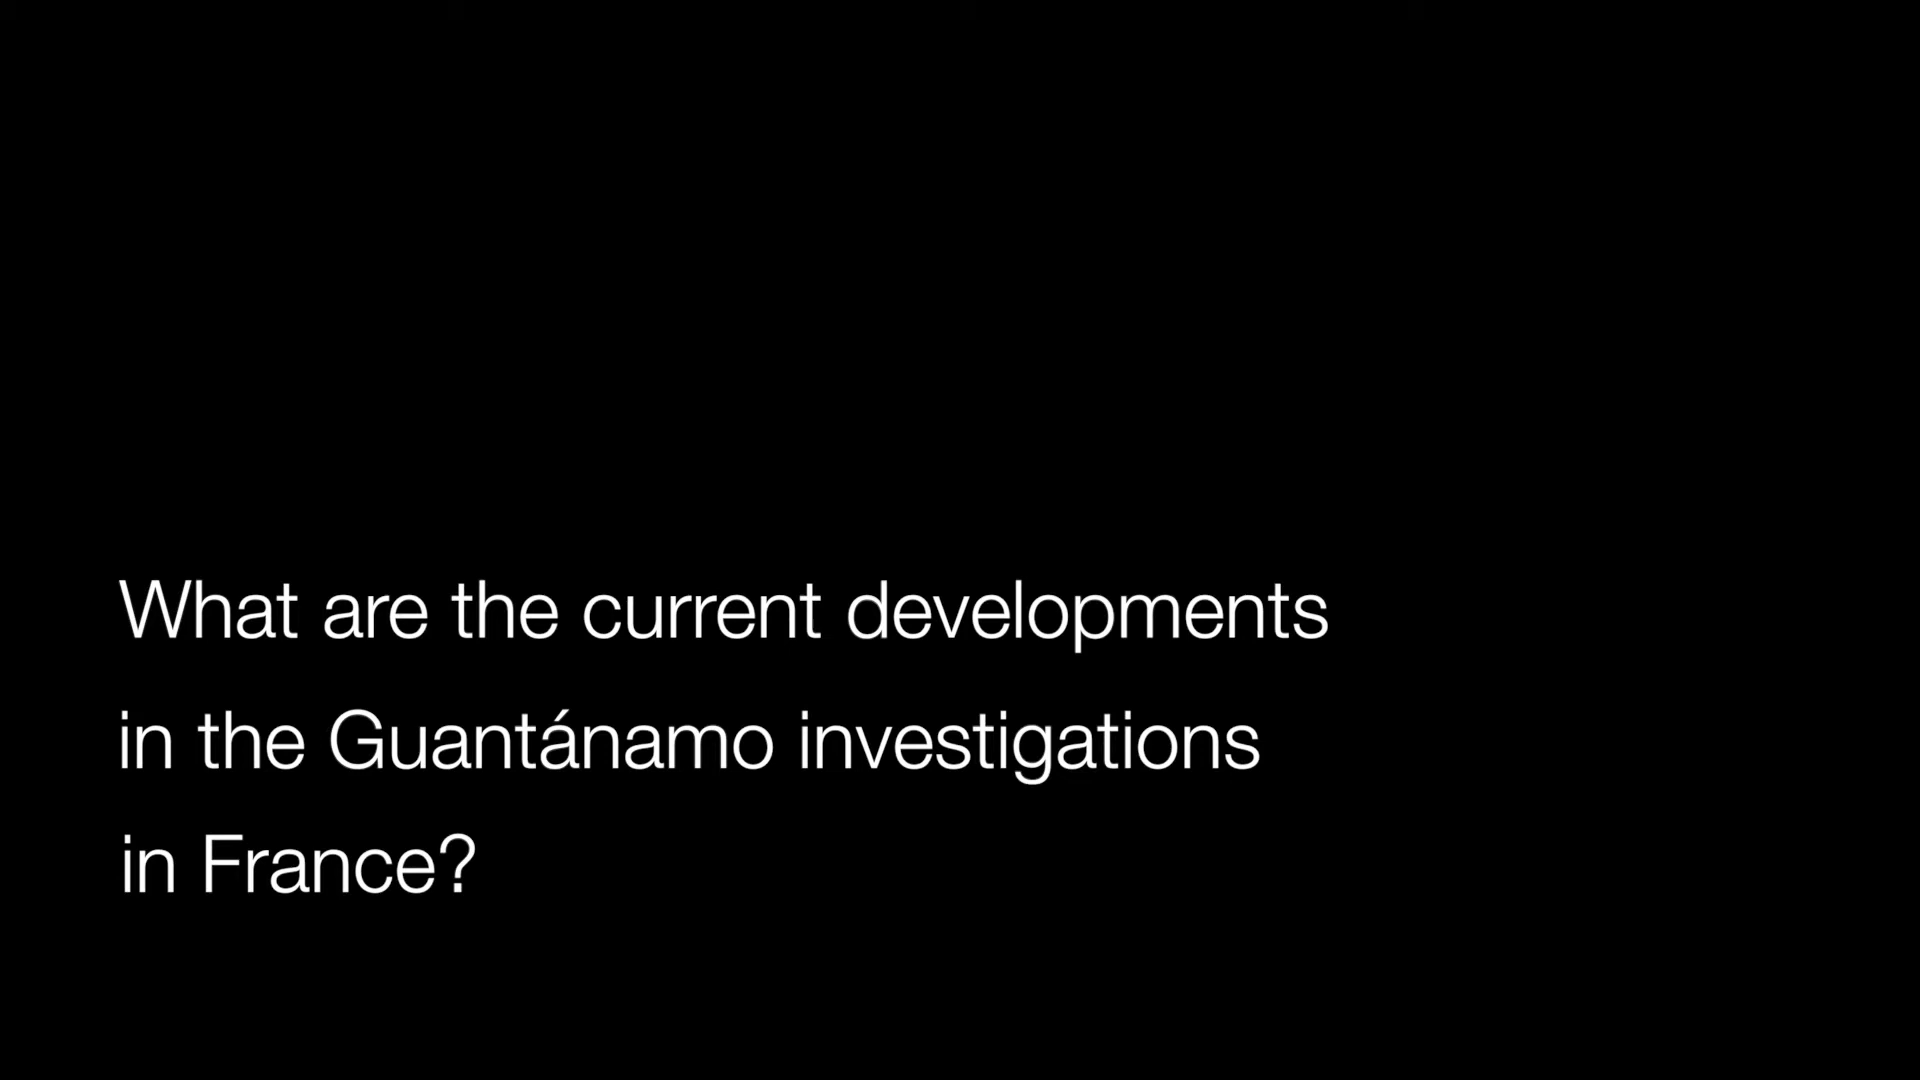 What are the current developments
in the Guantánamo investigations
in France?